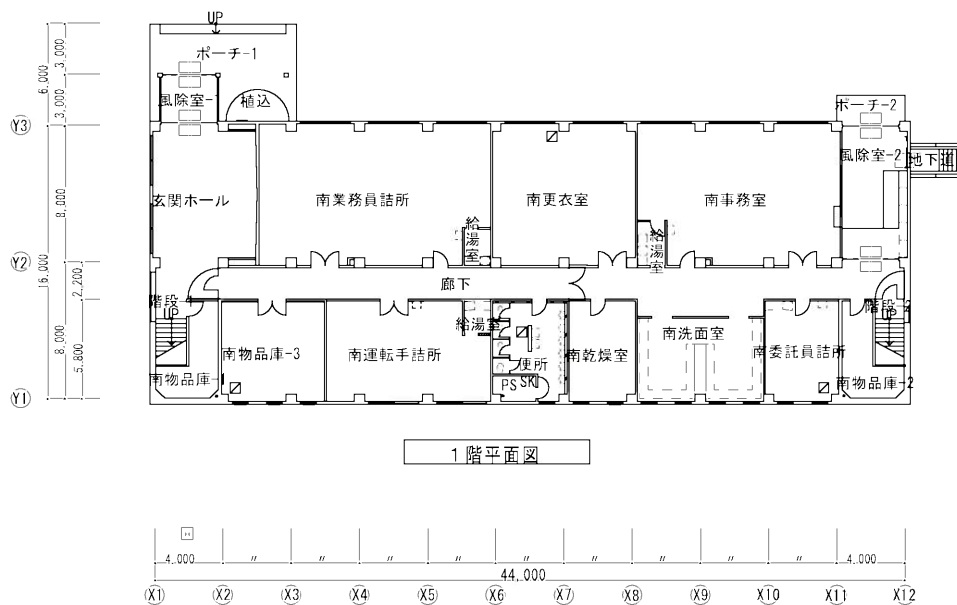 UP
ポーチ-1
風除室-
植込
ポーチ-2
風除室-2
地下道
玄関ホール
南業務員詰所
給湯室
南更衣室
給湯室
南事務室
廊下
階段-
UP
南物品庫-
南物品庫-3
南運転手詰所
給湯室
便所
PS
SK
南乾燥室
南洗面室
南委託員詰所
階段-2
UP
南物品庫-2
6,000
3,000
3,000
Y3
8,000
16,000
Y2
2,200
8,000
5,800
Y1
1階平面図
4,000
〃
〃
〃
〃
〃
〃
〃
〃
〃
4,000
44,000
X1
X2
X3
X4
X5
X6
X7
X8
X9
X10
X11
X12